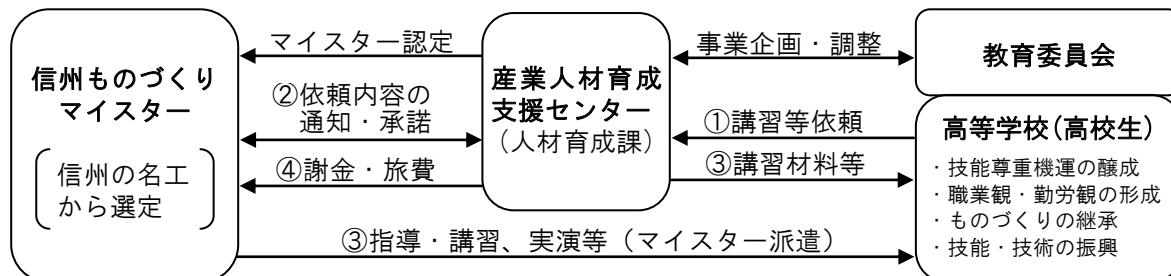 信州ものづくり
マイスター
信州の名工
から選定
マイスター認定
②依頼内容の
通知・承諾
④謝金・旅費
産業人材育成
支援センター
(人材育成課)
事業企画・調整
①講習等依頼
③講習材料等
教育委員会
高等学校(高校生)
・技能尊重機運の醸成
・職業観・勤労観の形成
・ものづくりの継承
・技能・技術の振興
③指導・講習、実演等（マイスター派遣）